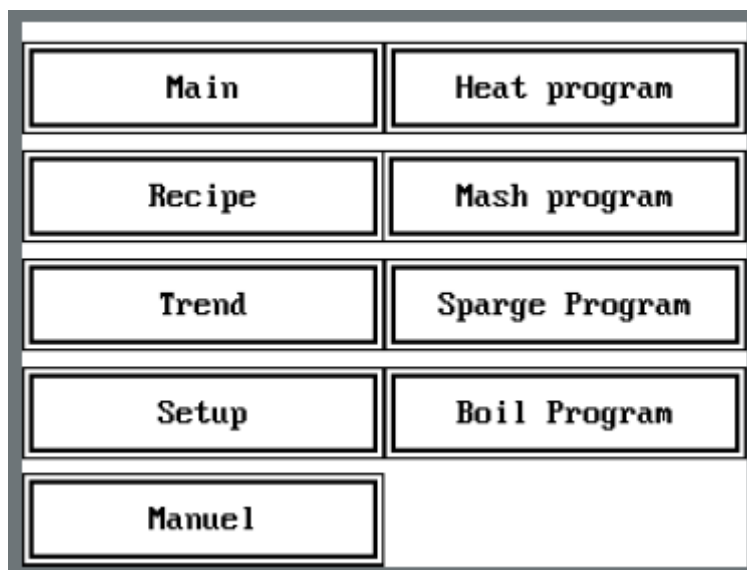 Main
Heat program
Recipe
Mash program
Trend
Sparge Program
Setup
Boil Program
Manuel